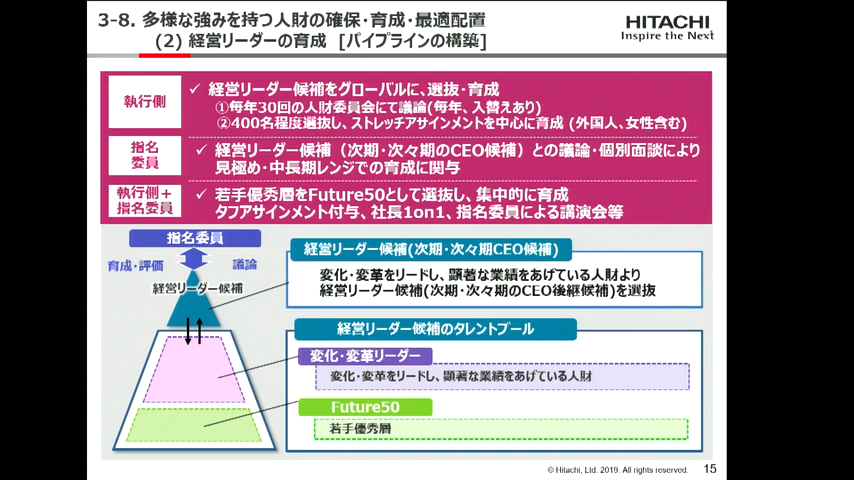 3-8. 多様な強みを持つ人財の確保・育成・最適配置
(2) 経営リーダーの育成 [パイプラインの構築]
HITACHI
Inspire the Next
執行側
✓ 経営リーダー候補をグローバルに、選抜・育成
①毎年30回の人財委員会にて議論(毎年、入替えあり)
②400名程度選抜し、ストレッチアサインメントを中心に育成 (外国人、女性含む)
指名
委員
✓ 経営リーダー候補（次期・次々期のCEO候補）との議論・個別面談により
見極め・中長期レンジでの育成に関与
執行側＋
指名委員
✓ 若手優秀層をFuture50として選抜し、集中的に育成
タフアサインメント付与、社長1on1、指名委員による講演会等
指名委員
育成・評価
議論
経営リーダー候補
経営リーダー候補(次期・次々期CEO候補)
変化・変革をリードし、顕著な業績をあげている人財より
経営リーダー候補(次期・次々期のCEO後継候補)を選抜
経営リーダー候補のタレントプール
変化・変革リーダー
変化・変革をリードし、顕著な業績をあげている人財
Future50
若手優秀層
© Hitachi, Ltd. 2019. All rights reserved.
15